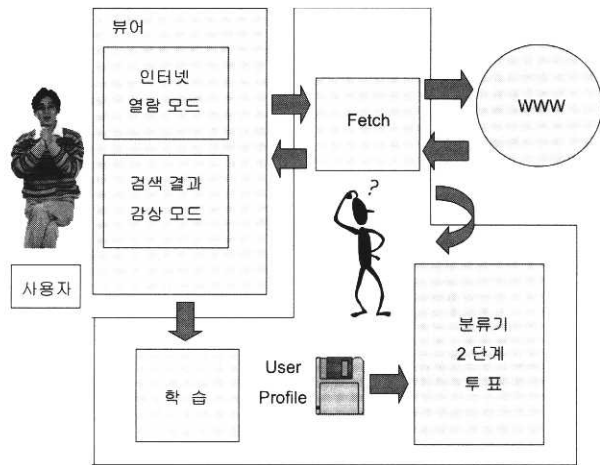 뷰어
인터넷
열람 모드
검색 결과
감상 모드
사용자
Fetch
WWW
?
학 습
User
Profile
분류기
2 단계
투 표